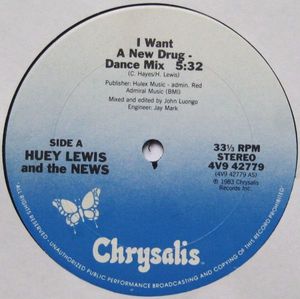 I Want
A New Drug -
Dance Mix 5:32
(C. Hayes/H. Lewis)
Publisher: Hulex Music - admin. Red
Admiral Music (BMI)
Mixed and edited by John Luongo
Engineer: Jay Mark
SIDE A
HUEY LEWIS
and the NEWS
33⅓ RPM
STEREO
4V9 42779
(4V9 42779 AS)
℗ 1983 Chrysalis
Records Inc.
Chrysalis
ALL RIGHTS RESERVED • UNAUTHORIZED PUBLIC PERFORMANCE BROADCASTING AND COPYING OF THIS RECORD PROHIBITED